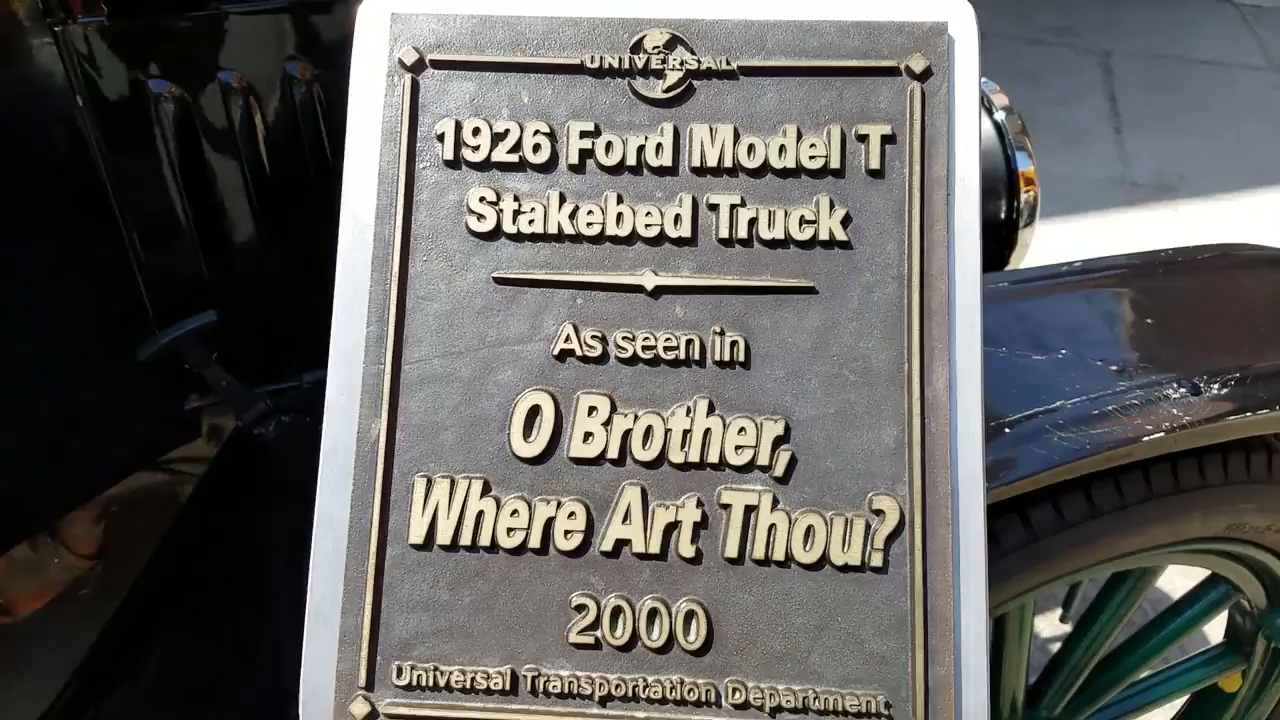 UNIVERSAL
1926 Ford Model T
Stakebed Truck
As seen in
O Brother,
Where Art Thou?
2000
Universal Transportation Department